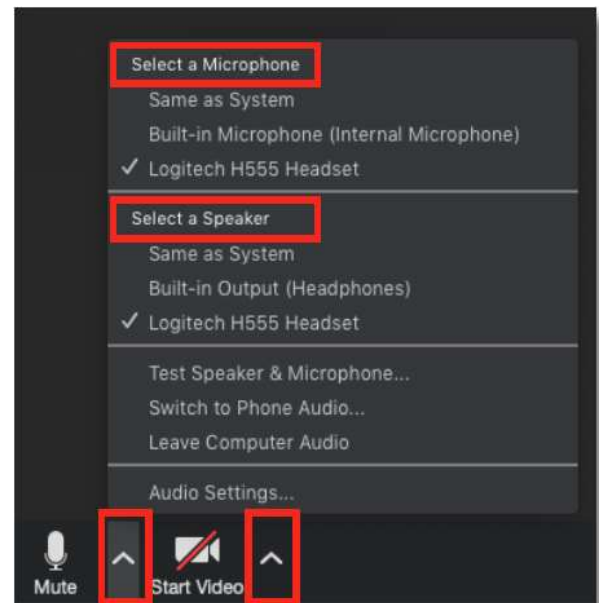 Select a Microphone
Same as System
Built-in Microphone (Internal Microphone)
✓ Logitech H555 Headset
Select a Speaker
Same as System
Built-in Output (Headphones)
✓ Logitech H555 Headset
Test Speaker & Microphone...
Switch to Phone Audio...
Leave Computer Audio
Audio Settings...
Mute
Start Video